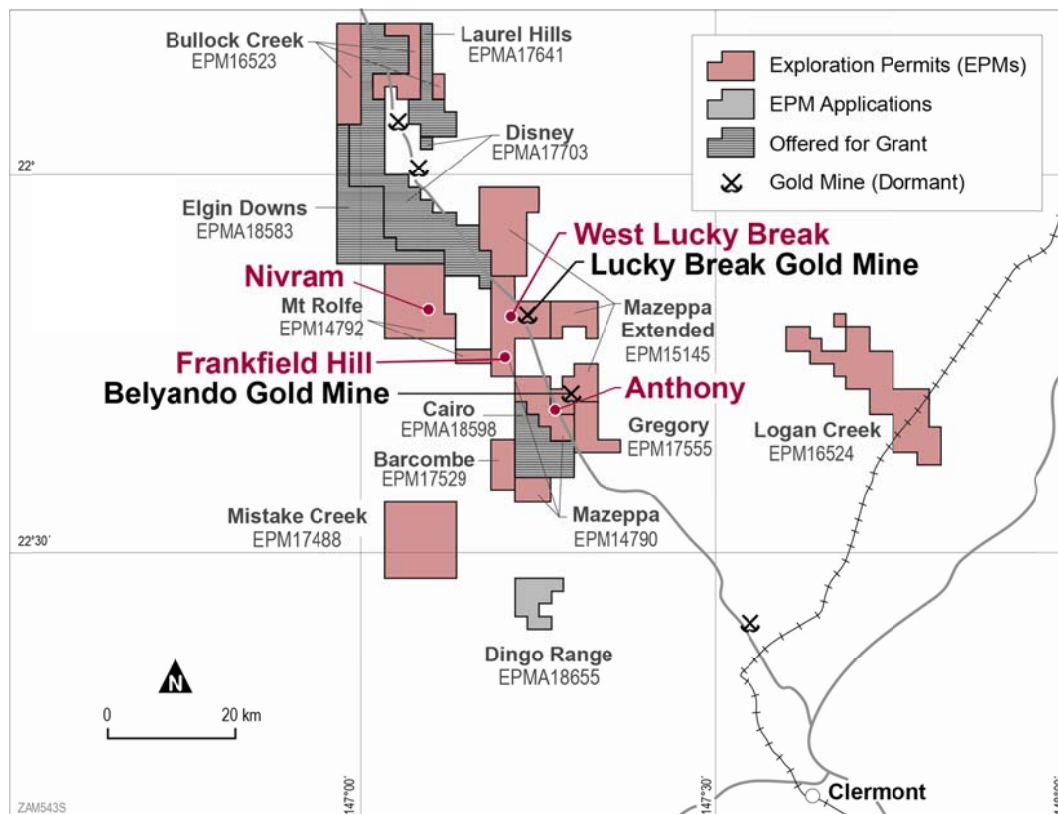 Bullock Creek
EPM16523
Laurel Hills
EPMA17641
Exploration Permits (EPMs)
EPM Applications
Offered for Grant
Gold Mine (Dormant)
Disney
EPMA17703
22'
Elgin Downs
EPMA18583
West Lucky Break
Lucky Break Gold Mine
Nivram
Mt Rolfe
EPM14792
Mazeppa
Extended
EPM15145
Frankfield Hill
Belyando Gold Mine
Anthony
Cairo
EPMA18598
Gregory
EPM17555
Logan Creek
EPM16524
Barcombe
EPM17529
Mistake Creek
EPM17488
Mazeppa
EPM14790
22°30'
Dingo Range
EPMA18655
N
0 20 km
147°00'
147°30'
148°00'
Clermont
ZAM543S